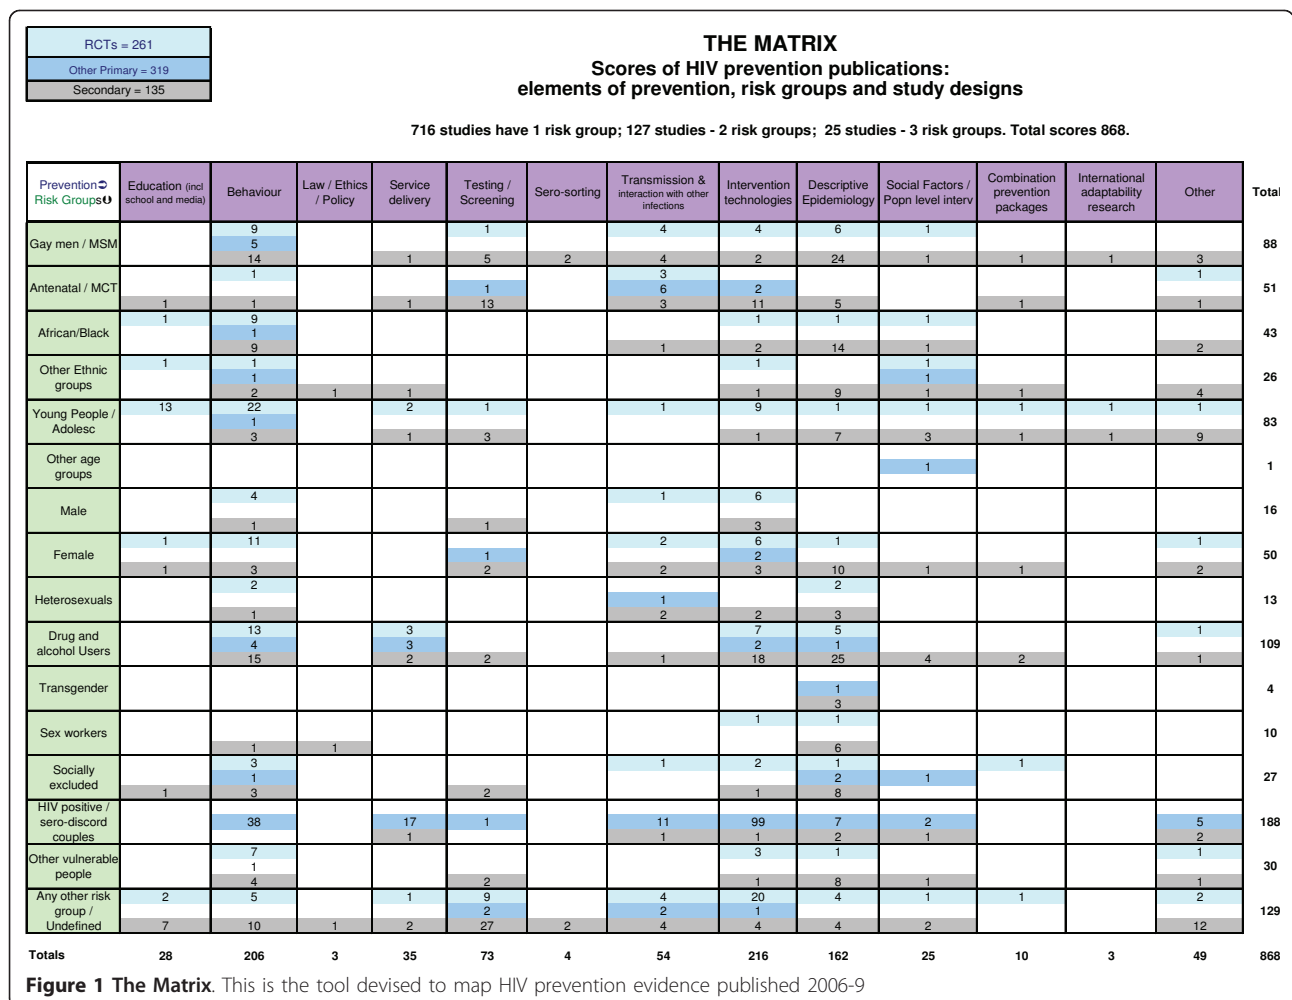 RCTs = 261
Other Primary = 319
Secondary = 135
THE MATRIX
Scores of HIV prevention publications:
elements of prevention, risk groups and study designs
716 studies have 1 risk group; 127 studies - 2 risk groups; 25 studies - 3 risk groups. Total scores 868.
Prevention➲ Risk Groups Education (incl school and media) Behaviour Law / Ethics / Policy Service delivery Testing / Screening Sero-sorting Transmission & interaction with other infections Intervention technologies Descriptive Epidemiology Social Factors / Popn level interv Combination prevention packages International adaptability research Other Total
Gay men / MSM 88
9 1 4 4 6 1
5
14 1 5 2 4 2 24 1 1 1 3
Antenatal / MCT 51
1 3 1
1 6 2
1 1 1 13 3 11 5 1 1
African/Black 43
1 9 1 1 1
1
9 1 2 14 1 2
Other Ethnic groups 26
1 1 1 1
1 1
2 1 1 1 9 1 1 4
Young People / Adolesc 83
13 22 2 1 1 9 1 1 1 1 1
1
3 1 3 1 7 3 1 1 9
Other age groups 1
1
Male 16
4 1 6
1 1 3
Female 50
1 11 2 6 1 1
1 2
1 3 2 2 3 10 1 1 2
Heterosexuals 13
2 2
1
1 2 2 3
Drug and alcohol Users 109
13 3 7 5 1
4 3 2 1
15 2 2 1 18 25 4 2 1
Transgender 4
1
3
Sex workers 10
1 1
1 1 6
Socially excluded 27
3 1 2 1 1
1 2 1
1 3 2 1 8
HIV positive / sero-discord couples 188
38 17 1 11 99 7 2 5
1 1 1 2 1 2
Other vulnerable people 30
7 3 1 1
1
4 2 1 8 1 1
Any other risk group / Undefined 129
2 5 1 9 4 20 4 1 1 2
2 2 1
7 10 1 2 27 2 4 4 4 2 12
Totals 28 206 3 35 73 4 54 216 162 25 10 3 49 868
Figure 1 The Matrix. This is the tool devised to map HIV prevention evidence published 2006-9